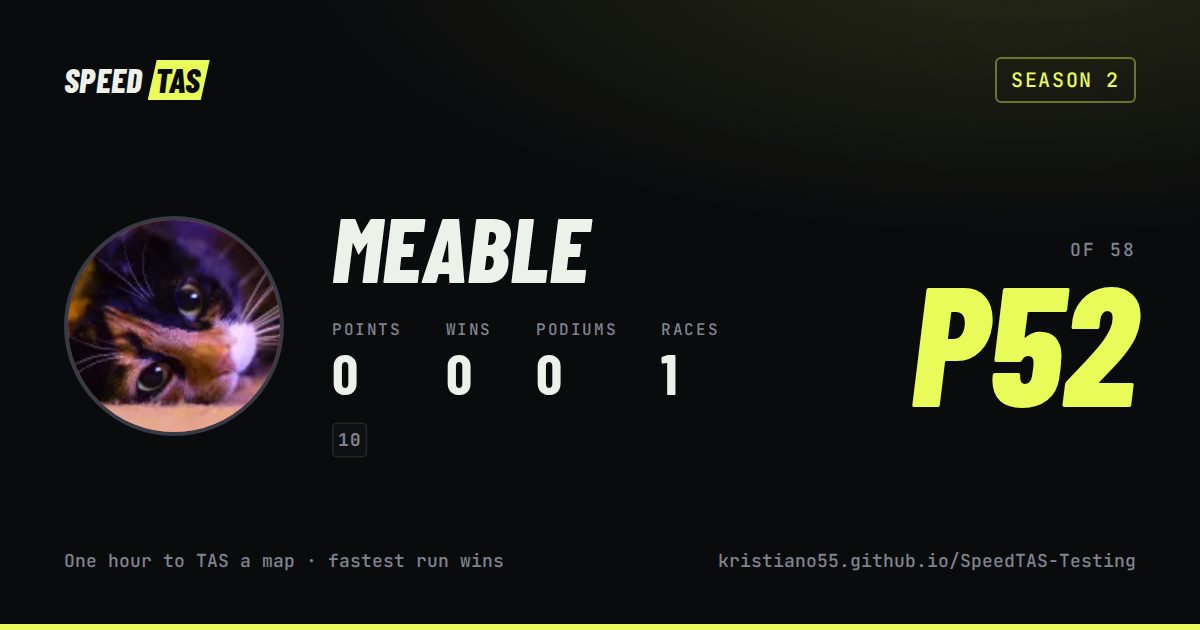 SPEED TAS
SEASON 2
MEABLE
POINTS WINS PODIUMS RACES
0 0 0 1
10
OF 58
P52
One hour to TAS a map · fastest run wins
kristiano55.github.io/SpeedTAS-Testing